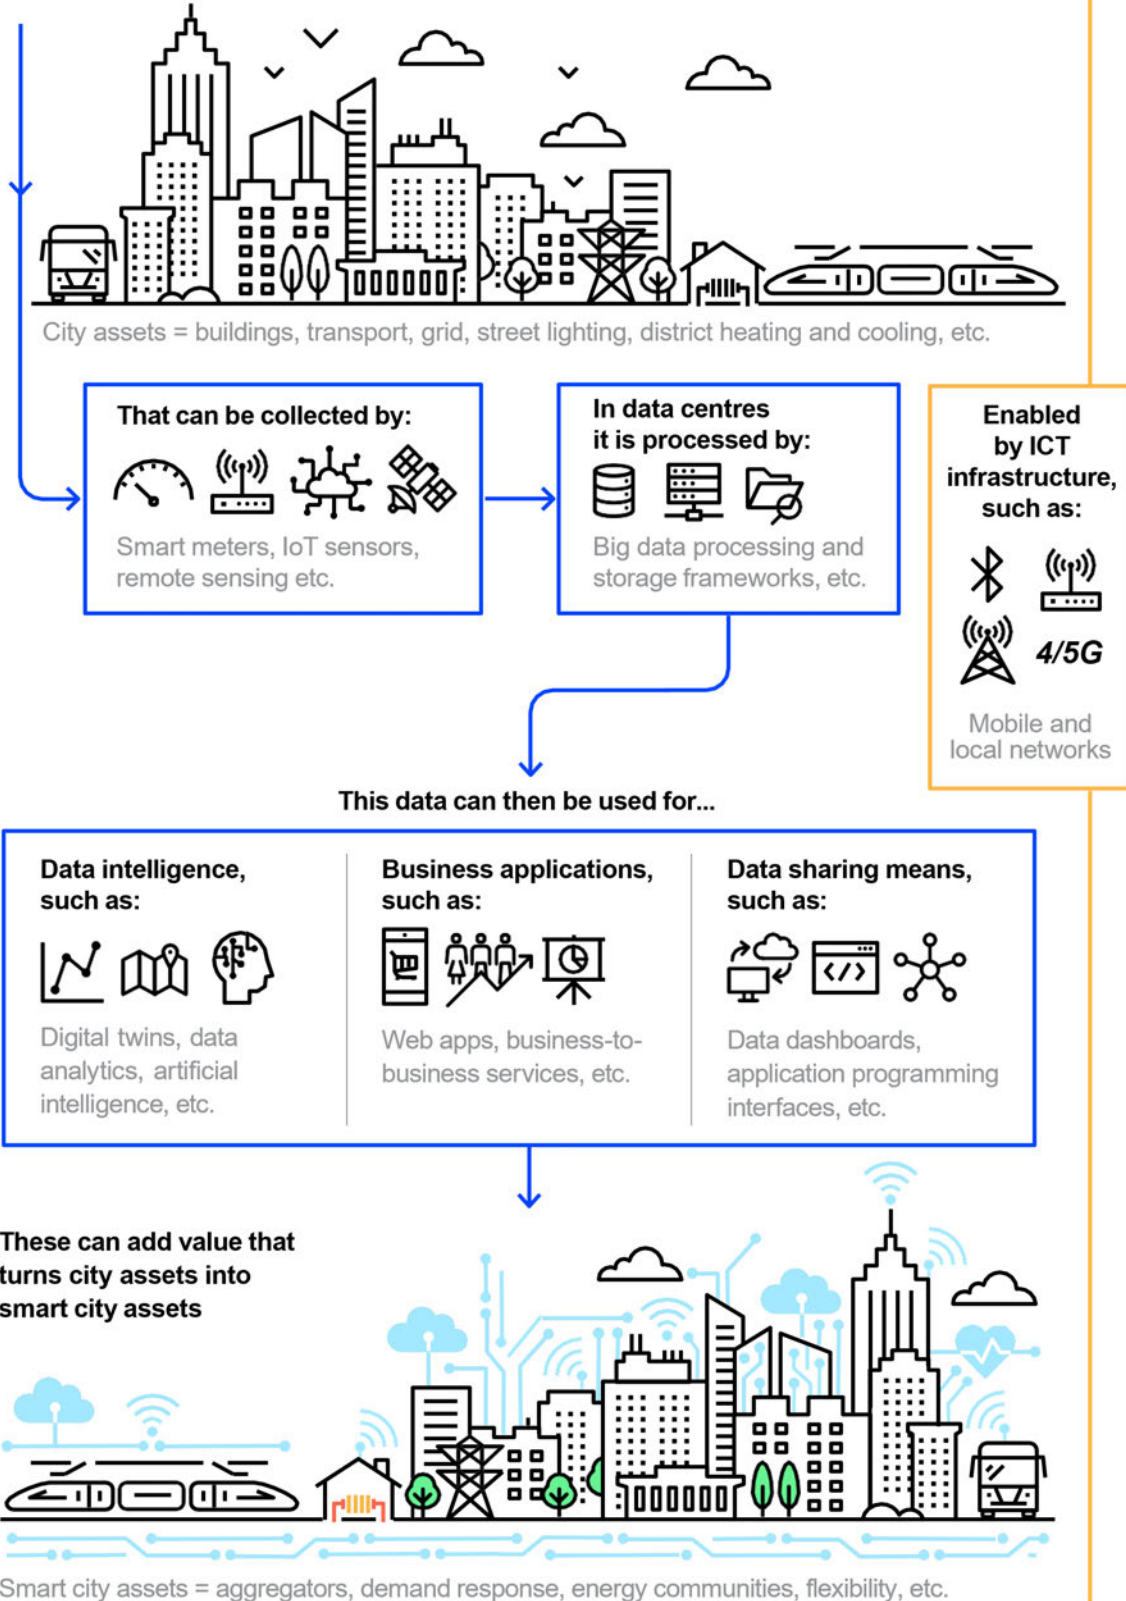 City assets = buildings, transport, grid, street lighting, district heating and cooling, etc.
That can be collected by:
Smart meters, IoT sensors,
remote sensing etc.
In data centres
it is processed by:
Big data processing and
storage frameworks, etc.
Enabled
by ICT
infrastructure,
such as:
4/5G
Mobile and
local networks
This data can then be used for...
Data intelligence,
such as:
Digital twins, data
analytics, artificial
intelligence, etc.
Business applications,
such as:
Web apps, business-to-
business services, etc.
Data sharing means,
such as:
</>
Data dashboards,
application programming
interfaces, etc.
These can add value that
turns city assets into
smart city assets
Smart city assets = aggregators, demand response, energy communities, flexibility, etc.